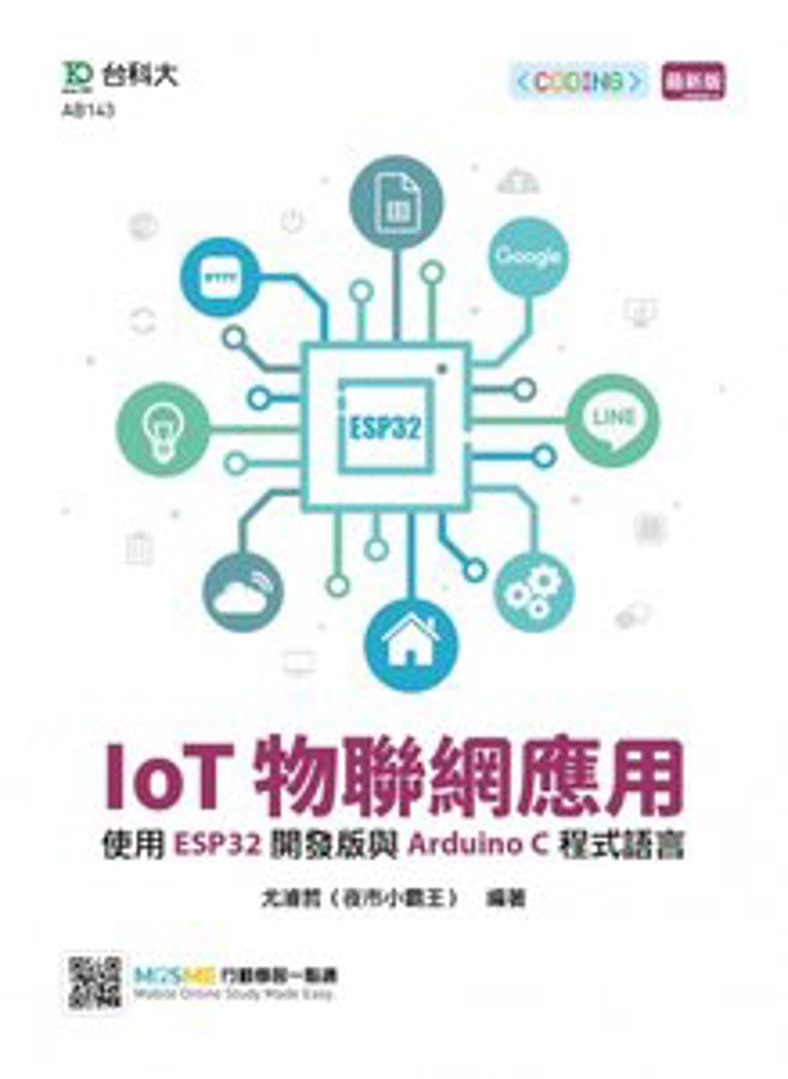 台科大
AB143
<CODING>
最新版
Google
IFTTT
LINE
ESP32
IoT 物聯網應用
使用 ESP32 開發版與 Arduino C 程式語言
尤濬哲（夜市小霸王） 編著
MOSME 行動學習一點通
Mobile Online Study Made Easy